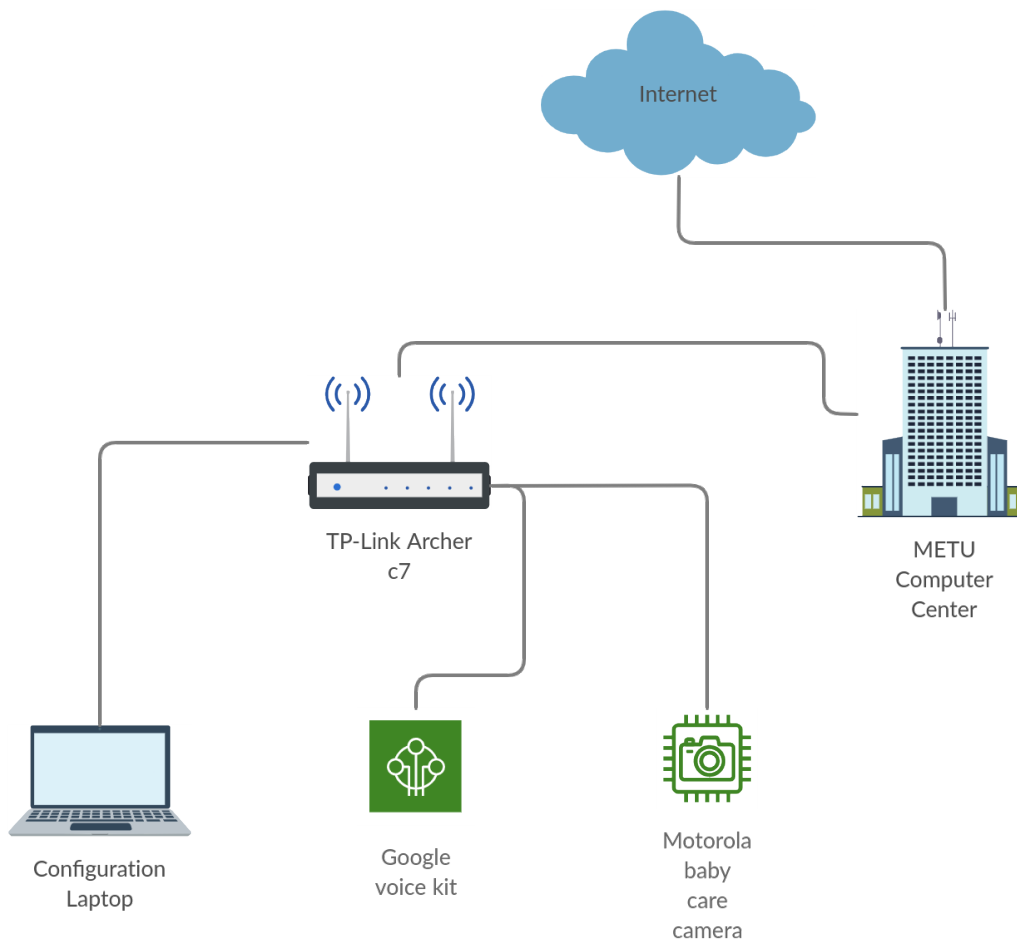 Internet
TP-Link Archer
c7
METU
Computer
Center
Configuration
Laptop
Google
voice kit
Motorola
baby
care
camera